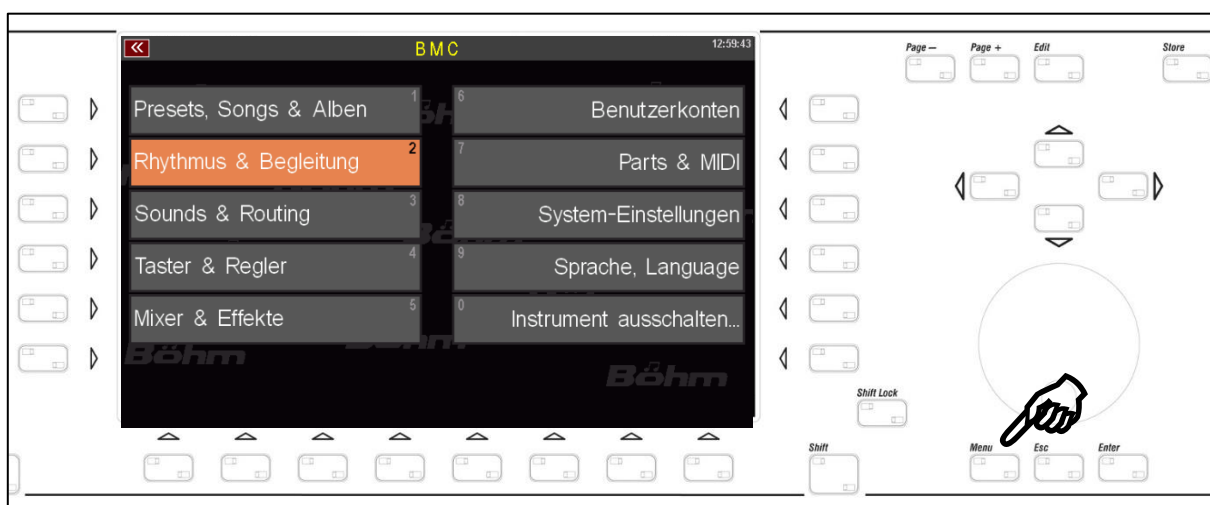 BMC
12:59:43
Presets, Songs & Alben 1
Rhythmus & Begleitung 2
Sounds & Routing 3
Taster & Regler 4
Mixer & Effekte 5
6 Benutzerkonten
7 Parts & MIDI
8 System-Einstellungen
9 Sprache, Language
0 Instrument ausschalten...
Böhm
Böhm
Page –
Page +
Edit
Store
Shift Lock
Shift
Menu
Esc
Enter